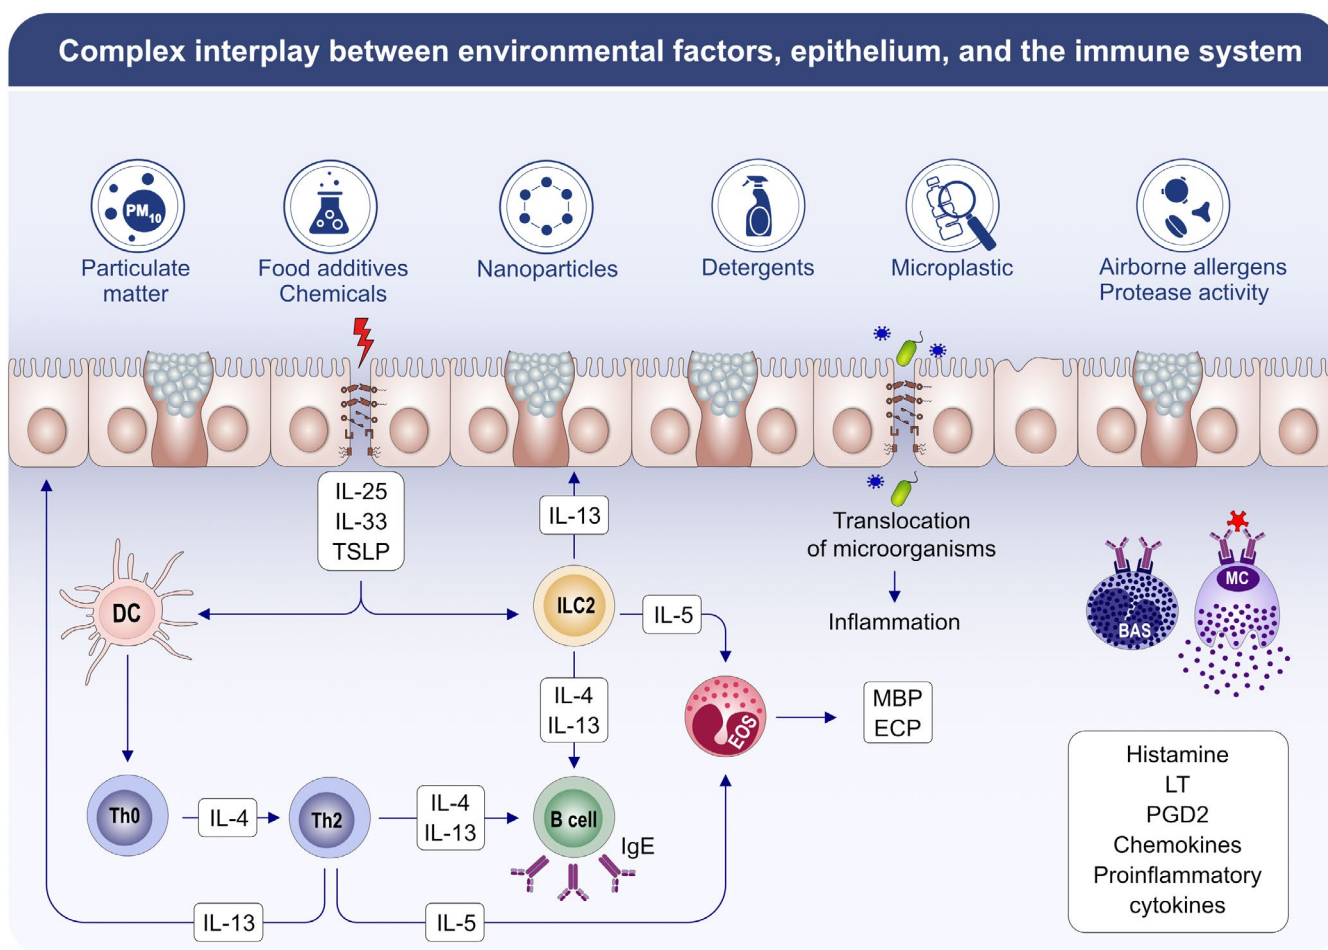 Complex interplay between environmental factors, epithelium, and the immune system
PM10
Particulate
matter
Food additives
Chemicals
Nanoparticles
Detergents
Microplastic
Airborne allergens
Protease activity
IL-25
IL-33
TSLP
IL-13
Translocation
of microorganisms
Inflammation
DC
ILC2
IL-5
BAS
MC
IL-4
IL-13
EOS
MBP
ECP
Th0
IL-4
Th2
IL-4
IL-13
B cell
IgE
IL-13
IL-5
Histamine
LT
PGD2
Chemokines
Proinflammatory
cytokines